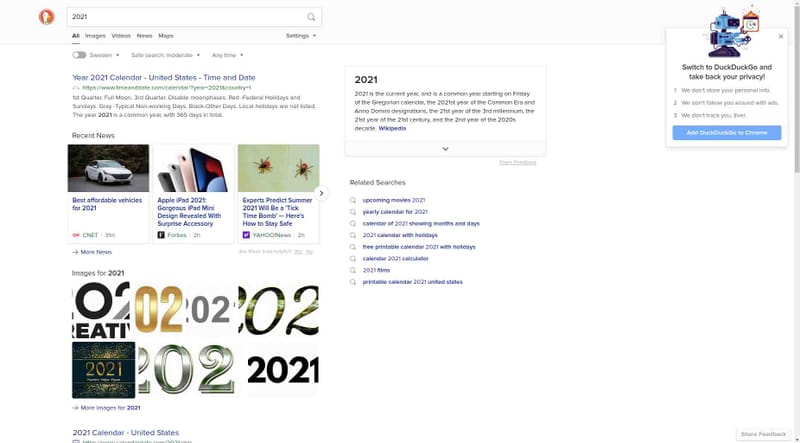 2021
All Images Videos News Maps Settings
Sweden Safe search: moderate Any time
Year 2021 Calendar - United States - Time and Date
https://www.timeanddate.com/calendar/?year=2021&country=1
1st Quarter. Full Moon. 3rd Quarter. Disable moonphases. Red -Federal Holidays and
Sundays. Gray -Typical Non-working Days. Black-Other Days. Local holidays are not listed.
The year 2021 is a common year, with 365 days in total.
Recent News
Best affordable vehicles
for 2021
CNET
Apple iPad 2021:
Gorgeous iPad Mini
Design Revealed With
Surprise Accessory
Forbes · 2h
Experts Predict Summer
2021 Will Be a 'Tick
Time Bomb' — Here's
How to Stay Safe
YAHOO!News · 2h
More News
Are these links helpful? Yes No
Images for 2021
202
REATIV
02
202
202
2021
202
2021
More Images for 2021
2021 Calendar - United States
2021
2021 is the current year, and is a common year starting on Friday
of the Gregorian calendar, the 2021st year of the Common Era and
Anno Domini designations, the 21st year of the 3rd millennium, the
21st year of the 21st century, and the 2nd year of the 2020s
decade. Wikipedia
Share Feedback
Related Searches
upcoming movies 2021
yearly calendar for 2021
calendar of 2021 showing months and days
2021 calendar with holidays
free printable calendar 2021 with holidays
calendar 2021 calculator
2021 films
printable calendar 2021 united states
Switch to DuckDuckGo and
take back your privacy!
1 We don't store your personal info.
2 We don't follow you around with ads.
3 We don't track you. Ever.
Add DuckDuckGo to Chrome
Share Feedback